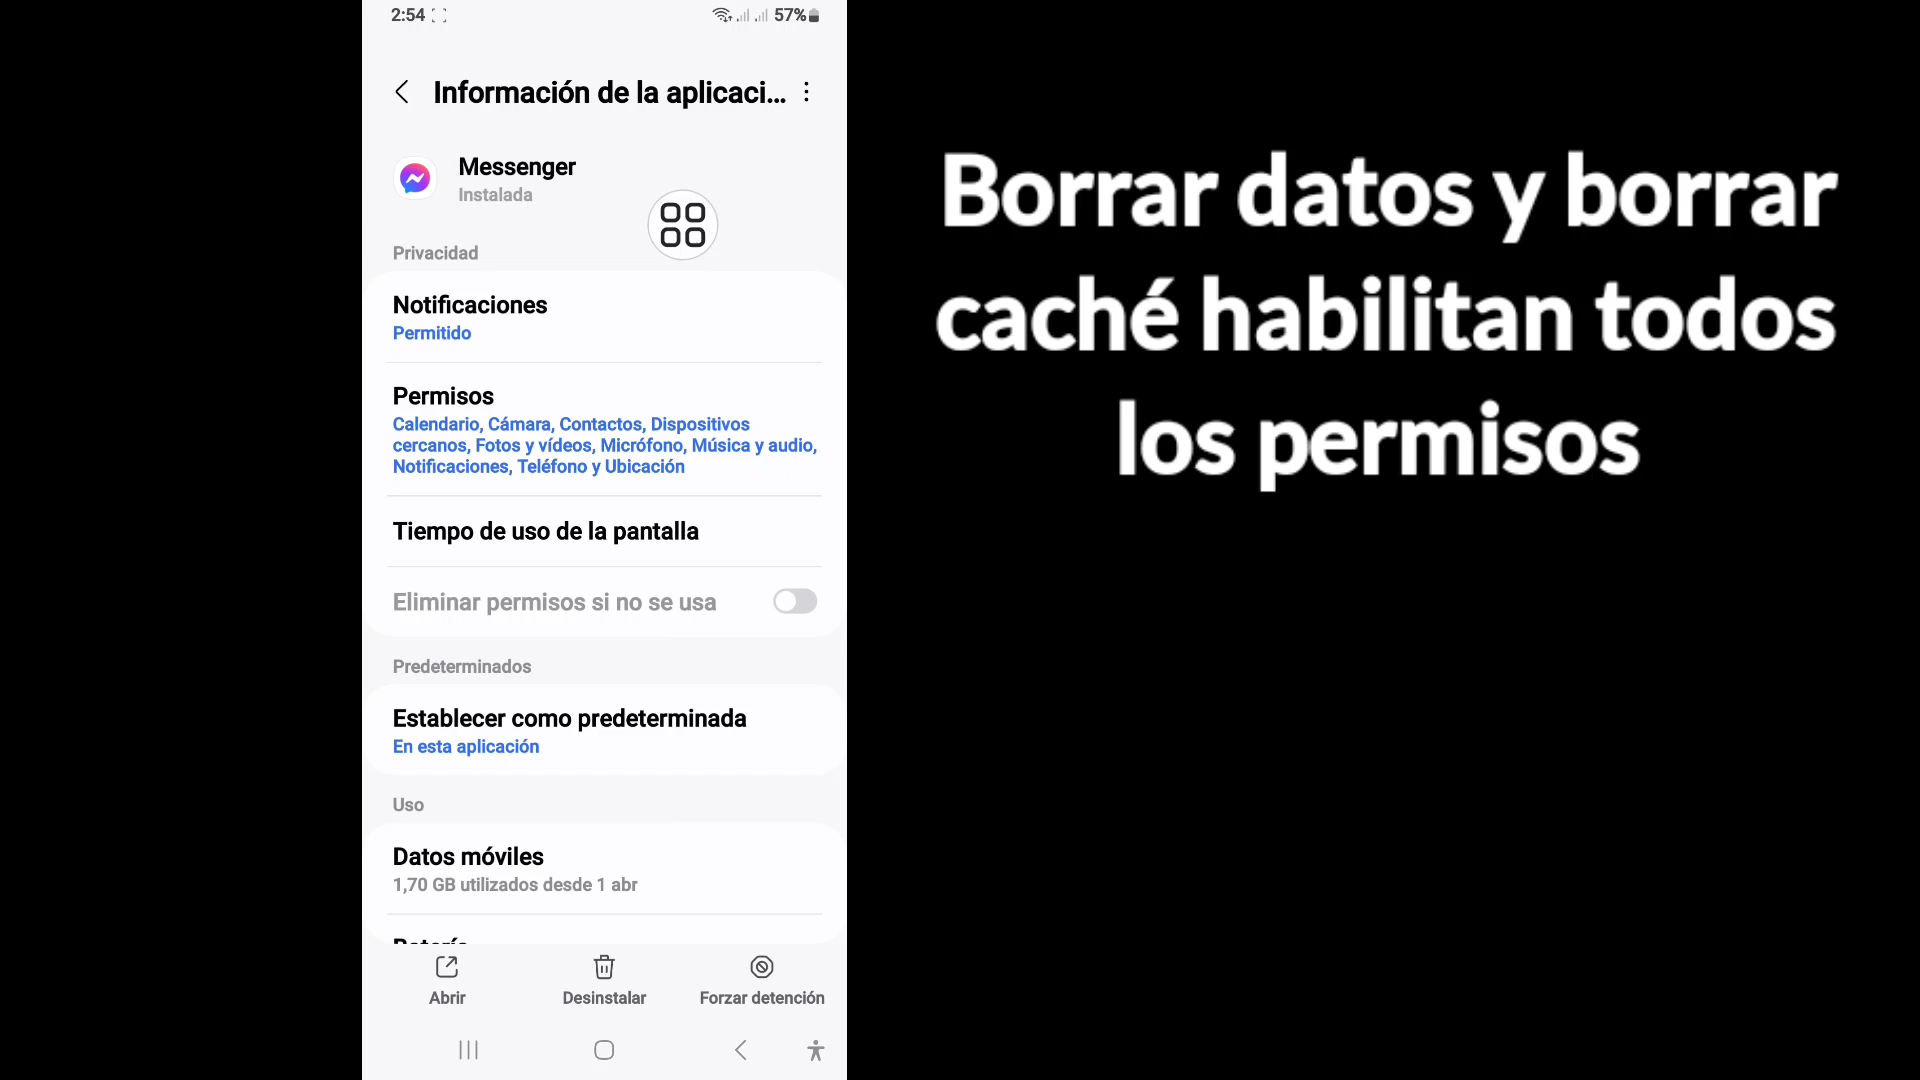 2:54
57%
Información de la aplicaci...
Messenger
Instalada
Privacidad
Notificaciones
Permitido
Permisos
Calendario, Cámara, Contactos, Dispositivos
cercanos, Fotos y vídeos, Micrófono, Música y audio,
Notificaciones, Teléfono y Ubicación
Tiempo de uso de la pantalla
Eliminar permisos si no se usa
Predeterminados
Establecer como predeterminada
En esta aplicación
Uso
Datos móviles
1,70 GB utilizados desde 1 abr
Abrir
Desinstalar
Forzar detención
Borrar datos y borrar
caché habilitan todos
los permisos